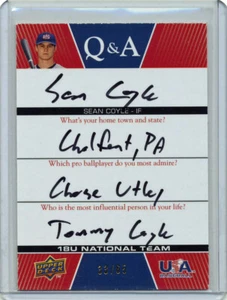 Q&A
Sean Coyle
SEAN COYLE - IF
What's your home town and state?
Chalfont, PA
Which pro ballplayer do you most admire?
Chase Utley
Who is the most influential person in your life?
Tommy Coyle
18U NATIONAL TEAM
UPPER DECK
USA
BASEBALL